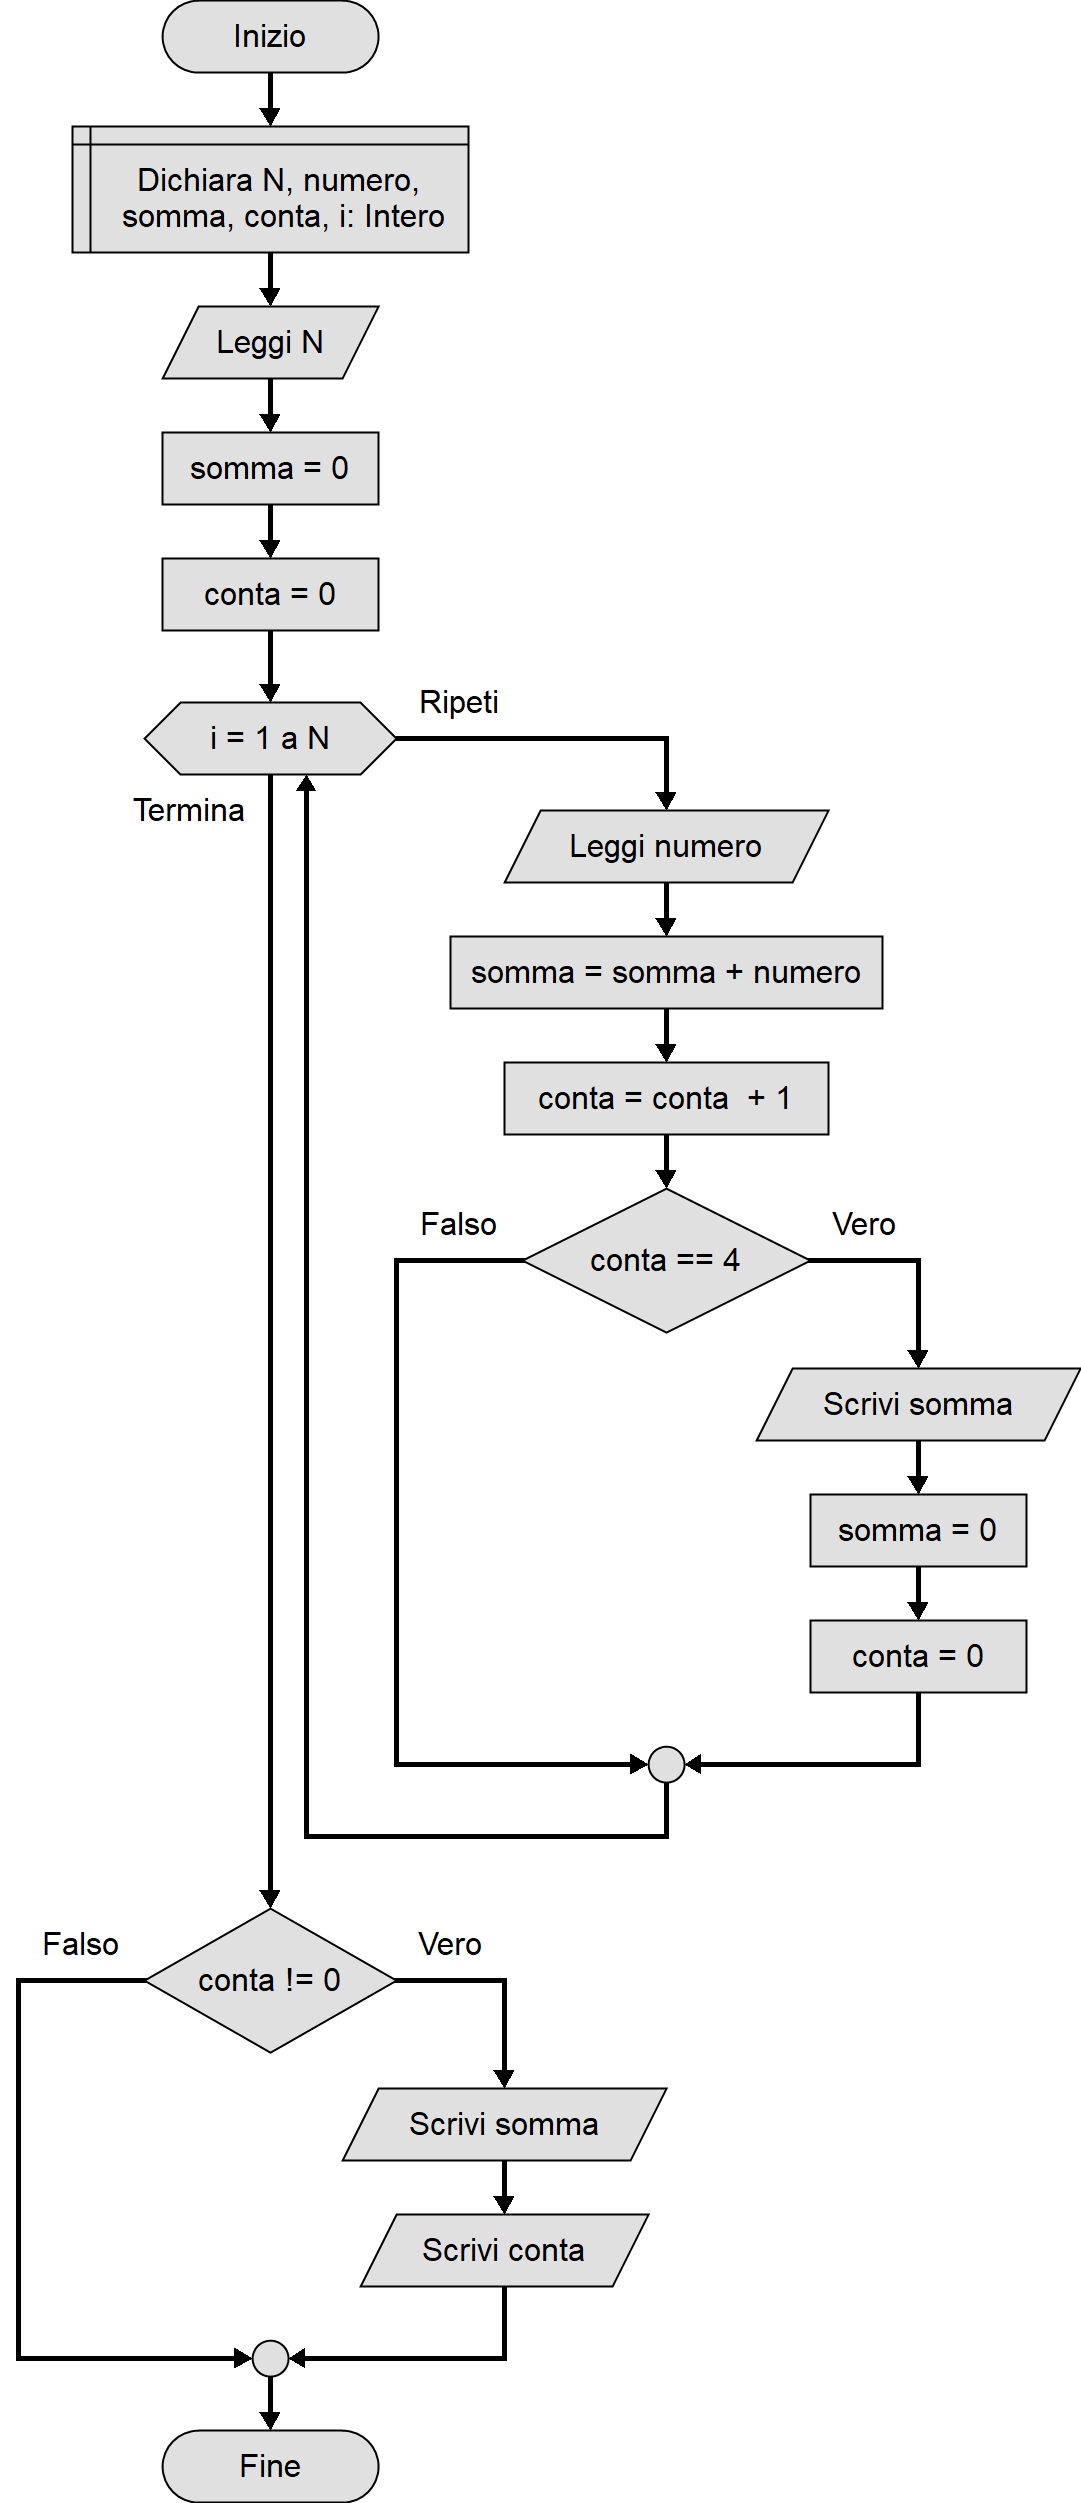 Inizio
Dichiara N, numero,
somma, conta, i: Intero
Leggi N
somma = 0
conta = 0
i = 1 a N
Ripeti
Termina
Leggi numero
somma = somma + numero
conta = conta  + 1
conta == 4
Falso
Vero
Scrivi somma
somma = 0
conta = 0
conta != 0
Falso
Vero
Scrivi somma
Scrivi conta
Fine